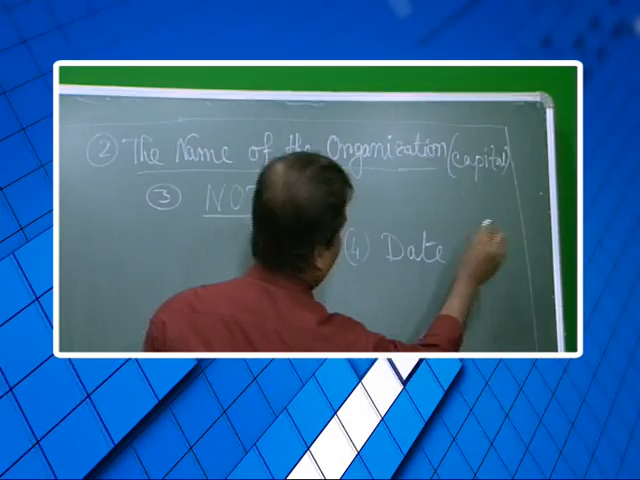 ② The Name of the Organization (capital)
③ NOT
(4) Date